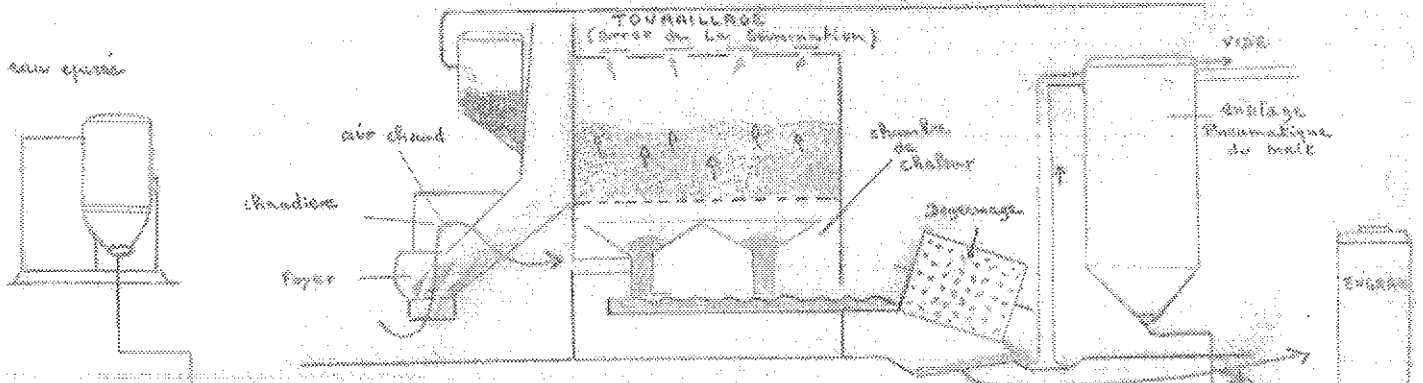 TOURAILLAGE
(arrêt de la Germination)
VIDE
eau épurée
air chaud
chambre
de
chaleur
ensilage
Pneumatique
du malt
chaudière
Dégermage
Foyer
ENGRAIS